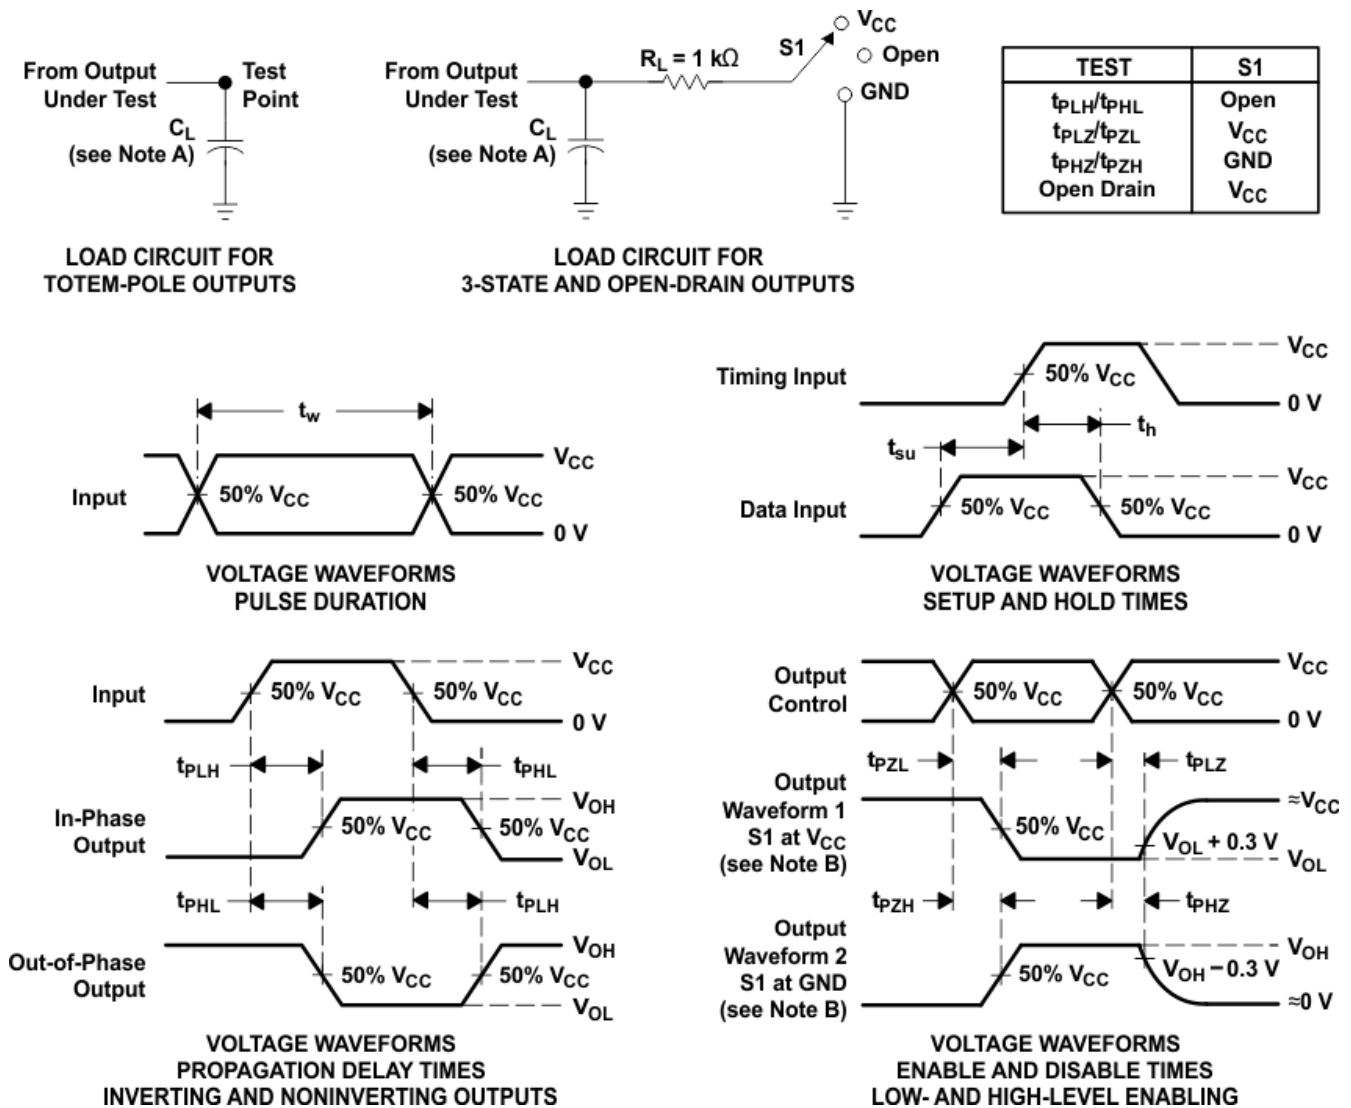 From Output
Under Test
Test
Point
CL
(see Note A)
LOAD CIRCUIT FOR
TOTEM-POLE OUTPUTS
From Output
Under Test
CL
(see Note A)
RL = 1 kΩ
S1
VCC
Open
GND
LOAD CIRCUIT FOR
3-STATE AND OPEN-DRAIN OUTPUTS
TEST S1
tPLH/tPHL Open
tPLZ/tPZL VCC
tPHZ/tPZH GND
Open Drain VCC
tw
Input
50% VCC
50% VCC
VCC
0 V
VOLTAGE WAVEFORMS
PULSE DURATION
Timing Input
50% VCC
VCC
0 V
th
tsu
Data Input
50% VCC
50% VCC
VCC
0 V
VOLTAGE WAVEFORMS
SETUP AND HOLD TIMES
Input
50% VCC
50% VCC
VCC
0 V
tPLH
tPHL
In-Phase
Output
50% VCC
50% VCC
VOH
VOL
tPHL
tPLH
Out-of-Phase
Output
50% VCC
50% VCC
VOH
VOL
VOLTAGE WAVEFORMS
PROPAGATION DELAY TIMES
INVERTING AND NONINVERTING OUTPUTS
Output
Control
50% VCC
50% VCC
VCC
0 V
tPZL
tPLZ
Output
Waveform 1
S1 at VCC
(see Note B)
50% VCC
VOL + 0.3 V
≈VCC
VOL
tPZH
tPHZ
Output
Waveform 2
S1 at GND
(see Note B)
50% VCC
VOH − 0.3 V
VOH
≈0 V
VOLTAGE WAVEFORMS
ENABLE AND DISABLE TIMES
LOW- AND HIGH-LEVEL ENABLING